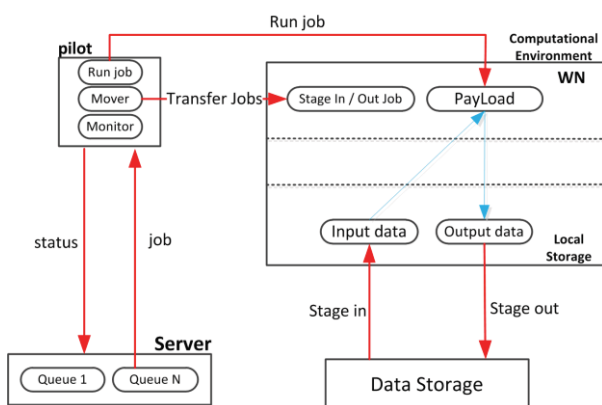 Run job
pilot
Computational
Environment
WN
Run job
Mover
Monitor
Transfer Jobs
Stage In / Out Job
PayLoad
status
job
Input data
Output data
Local
Storage
Stage in
Stage out
Server
Queue 1
Queue N
Data Storage